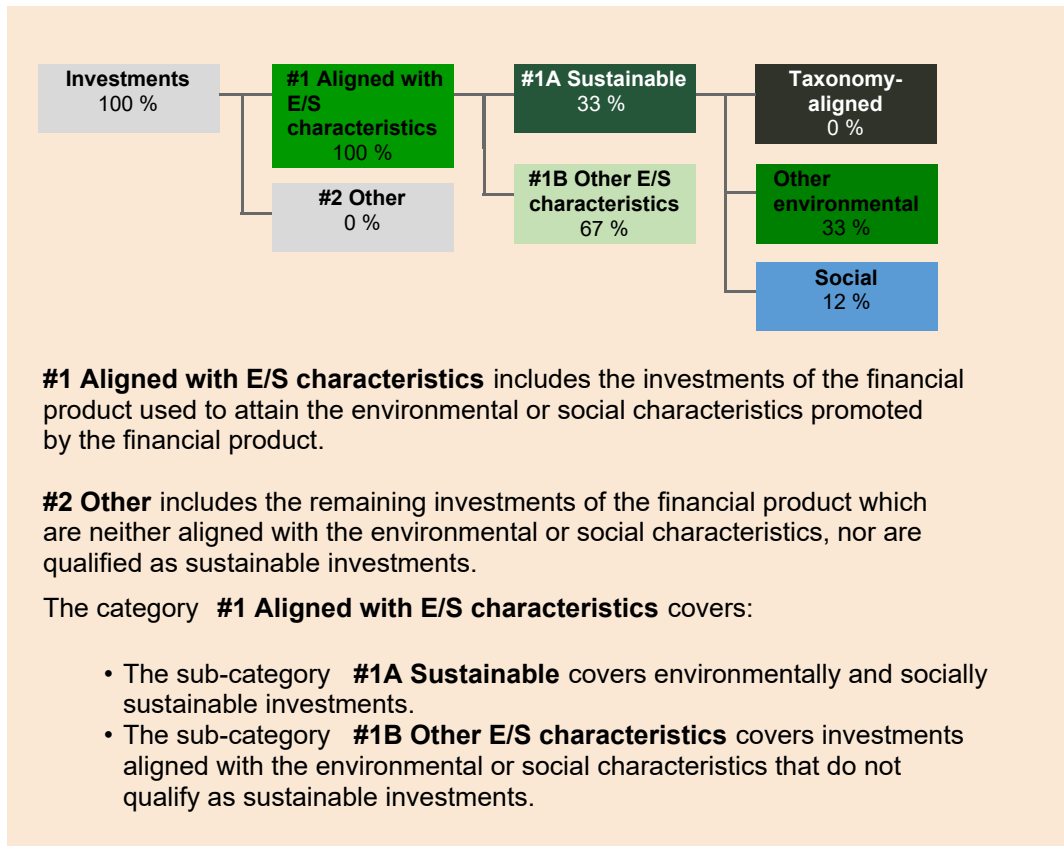 Investments
100 %
#1 Aligned with
E/S
characteristics
100 %
#2 Other
0 %
#1A Sustainable
33 %
#1B Other E/S
characteristics
67 %
Taxonomy-
aligned
0 %
Other
environmental
33 %
Social
12 %
#1 Aligned with E/S characteristics includes the investments of the financial
product used to attain the environmental or social characteristics promoted
by the financial product.
#2 Other includes the remaining investments of the financial product which
are neither aligned with the environmental or social characteristics, nor are
qualified as sustainable investments.
The category #1 Aligned with E/S characteristics covers:
• The sub-category #1A Sustainable covers environmentally and socially
sustainable investments.
• The sub-category #1B Other E/S characteristics covers investments
aligned with the environmental or social characteristics that do not
qualify as sustainable investments.